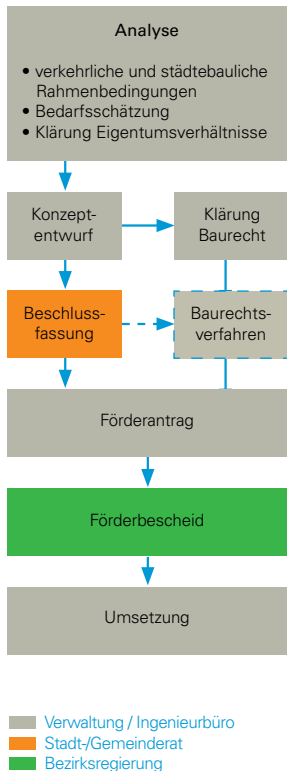 Analyse
• verkehrliche und städtebauliche
Rahmenbedingungen
• Bedarfsschätzung
• Klärung Eigentumsverhältnisse
Konzept-
entwurf
Klärung
Baurecht
Beschluss-
fassung
Baurechts-
verfahren
Förderantrag
Förderbescheid
Umsetzung
Verwaltung / Ingenieurbüro
Stadt-/Gemeinderat
Bezirksregierung